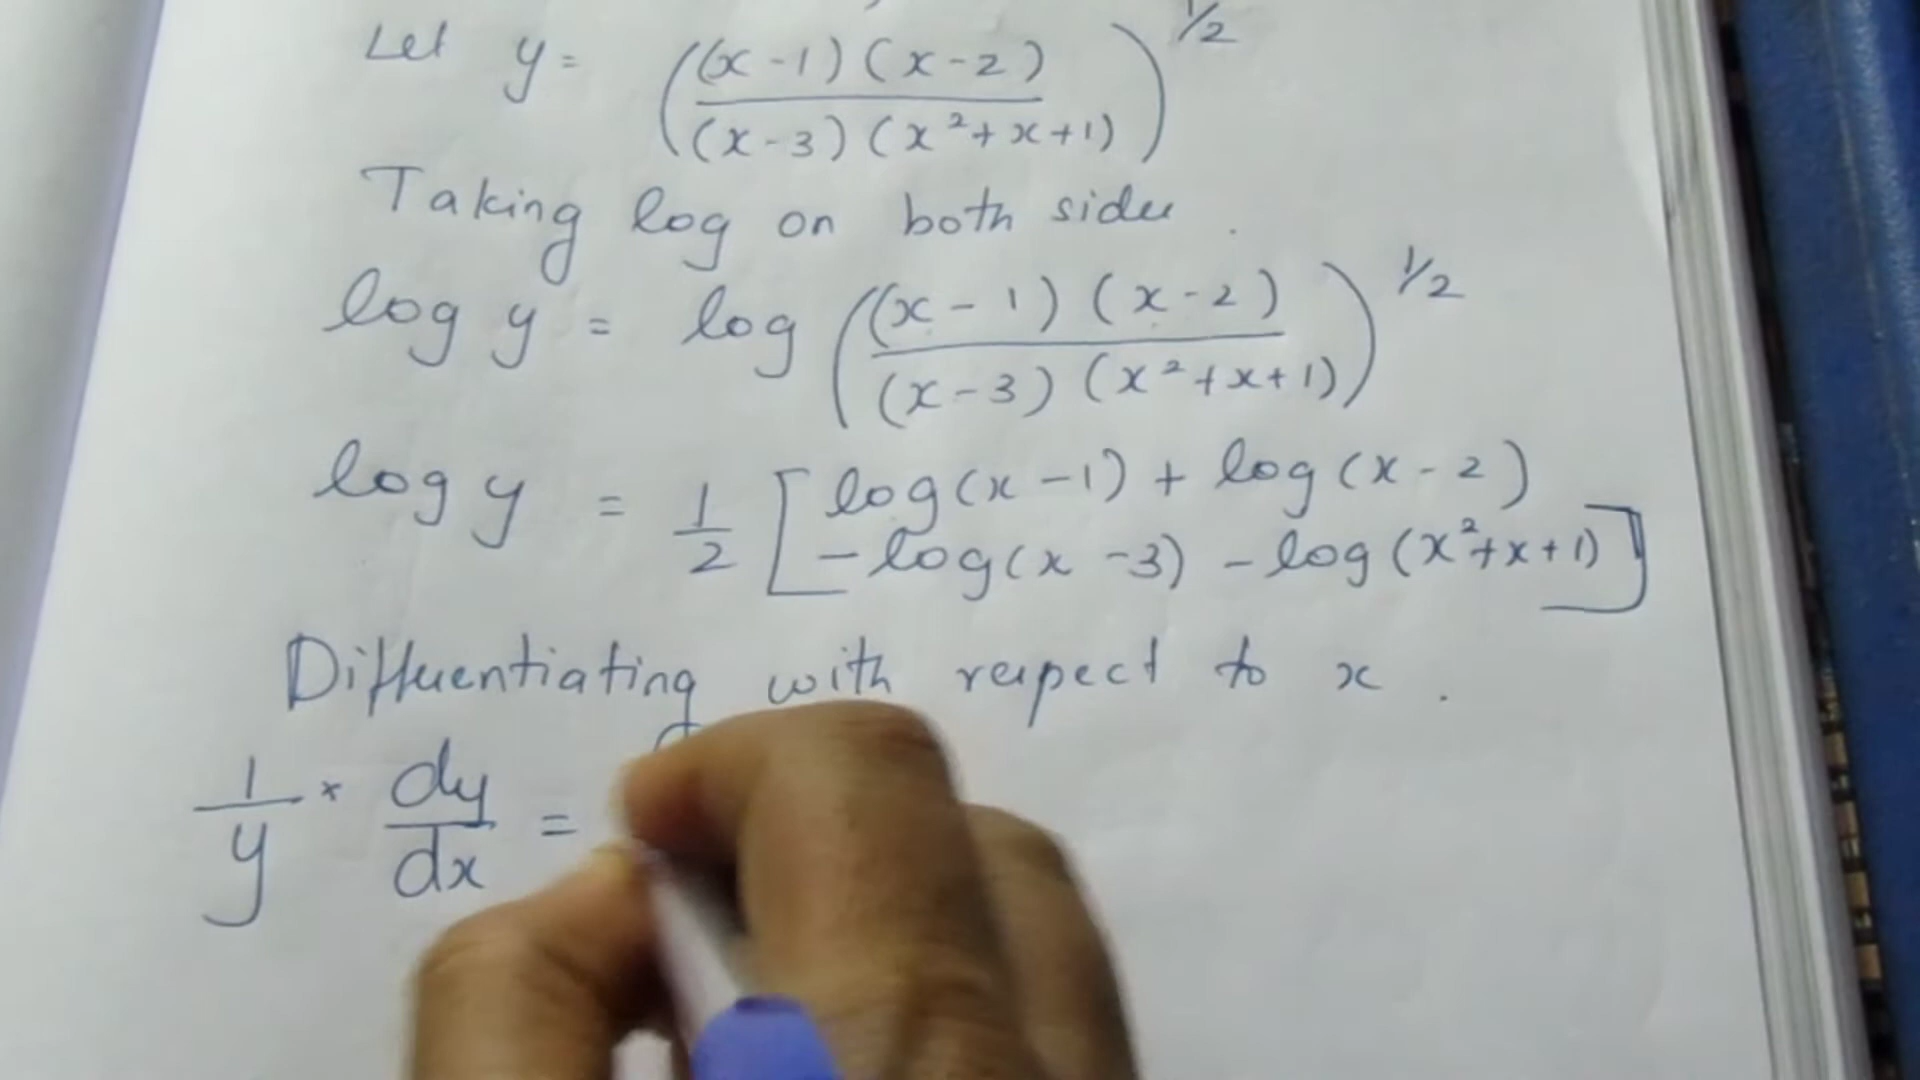 Let y = ((x-1)(x-2) / (x-3)(x²+x+1))^1/2
Taking log on both sides.
log y = log ((x-1)(x-2) / (x-3)(x²+x+1))^1/2
log y = 1/2 [log(x-1) + log(x-2)
-log(x-3) - log(x²+x+1)]
Differentiating with respect to x.
1/y × dy/dx =